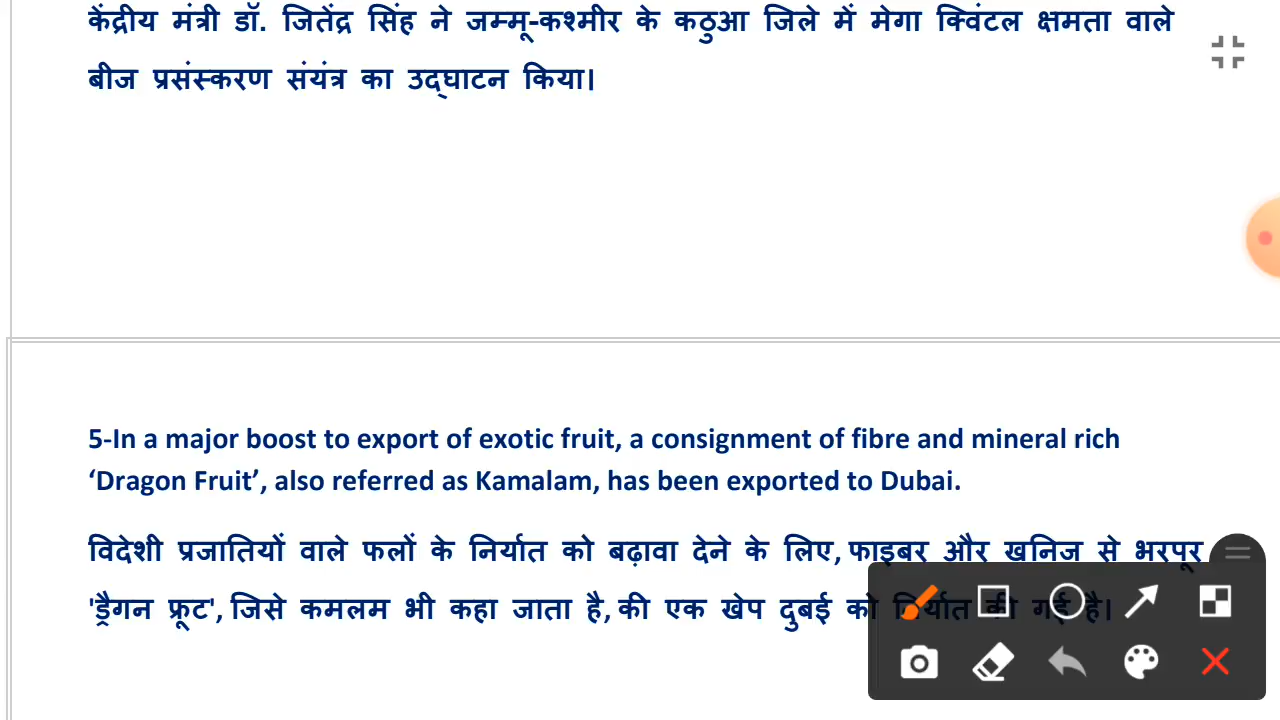 केंद्रीय मंत्री डॉ. जितेंद्र सिंह ने जम्मू-कश्मीर के कठुआ जिले में मेगा क्विंटल क्षमता वाले
बीज प्रसंस्करण संयंत्र का उद्घाटन किया।
5-In a major boost to export of exotic fruit, a consignment of fibre and mineral rich
‘Dragon Fruit’, also referred as Kamalam, has been exported to Dubai.
विदेशी प्रजातियों वाले फलों के निर्यात को बढ़ावा देने के लिए, फाइबर और खनिज से भरपूर
'ड्रैगन फ्रूट', जिसे कमलम भी कहा जाता है, की एक खेप दुबई को निर्यात की गई है।